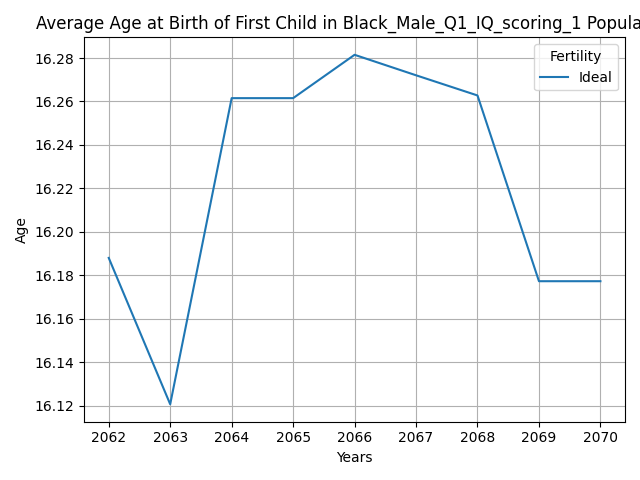 Average Age at Birth of First Child in Black_Male_Q1_IQ_scoring_1 Popula
Fertility
Ideal
16.28
16.26
16.24
16.22
16.20
16.18
16.16
16.14
16.12
Age
2062 2063 2064 2065 2066 2067 2068 2069 2070
Years